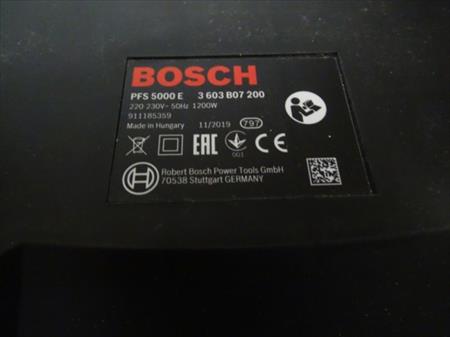 BOSCH
PFS 5000 E 3 603 B07 200
220 230V~ 50Hz 1200W
911185359
Made in Hungary 11/2019 797
EAC 001 CE
Robert Bosch Power Tools GmbH
70538 Stuttgart GERMANY